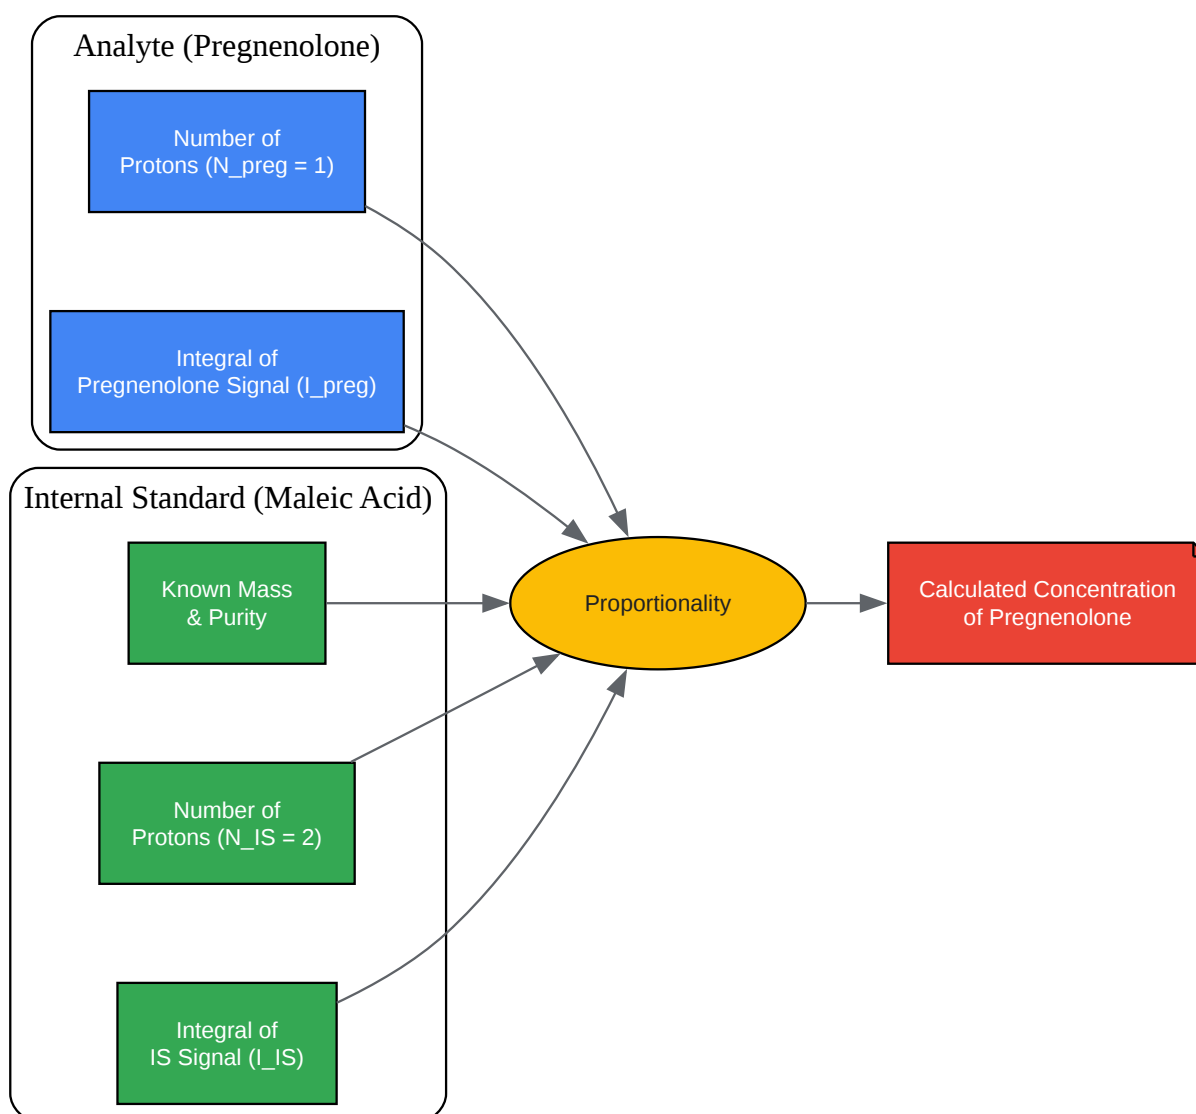 Analyte (Pregnenolone)
Number of
Protons (N_preg = 1)
Integral of
Pregnenolone Signal (I_preg)
Internal Standard (Maleic Acid)
Known Mass
& Purity
Number of
Protons (N_IS = 2)
Integral of
IS Signal (I_IS)
Proportionality
Calculated Concentration
of Pregnenolone